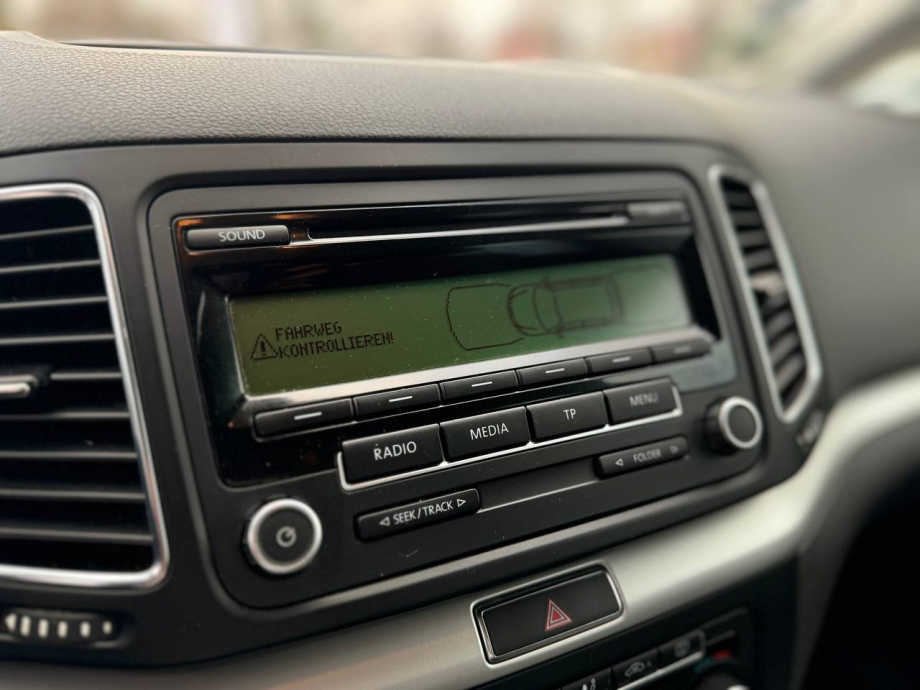 SOUND
FAHRWEG
KONTROLLIEREN!
RADIO
MEDIA
TP
MENU
SEEK/TRACK
FOLDER